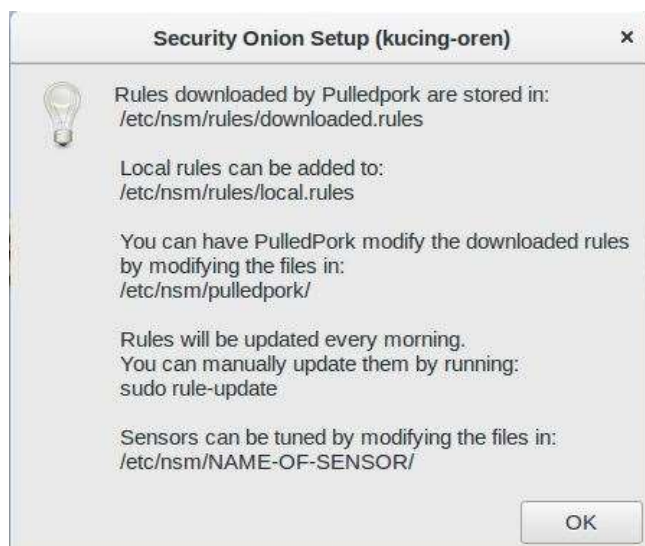 Security Onion Setup (kucing-oren) ×
Rules downloaded by Pulledpork are stored in:
/etc/nsm/rules/downloaded.rules
Local rules can be added to:
/etc/nsm/rules/local.rules
You can have PulledPork modify the downloaded rules
by modifying the files in:
/etc/nsm/pulledpork/
Rules will be updated every morning.
You can manually update them by running:
sudo rule-update
Sensors can be tuned by modifying the files in:
/etc/nsm/NAME-OF-SENSOR/
OK